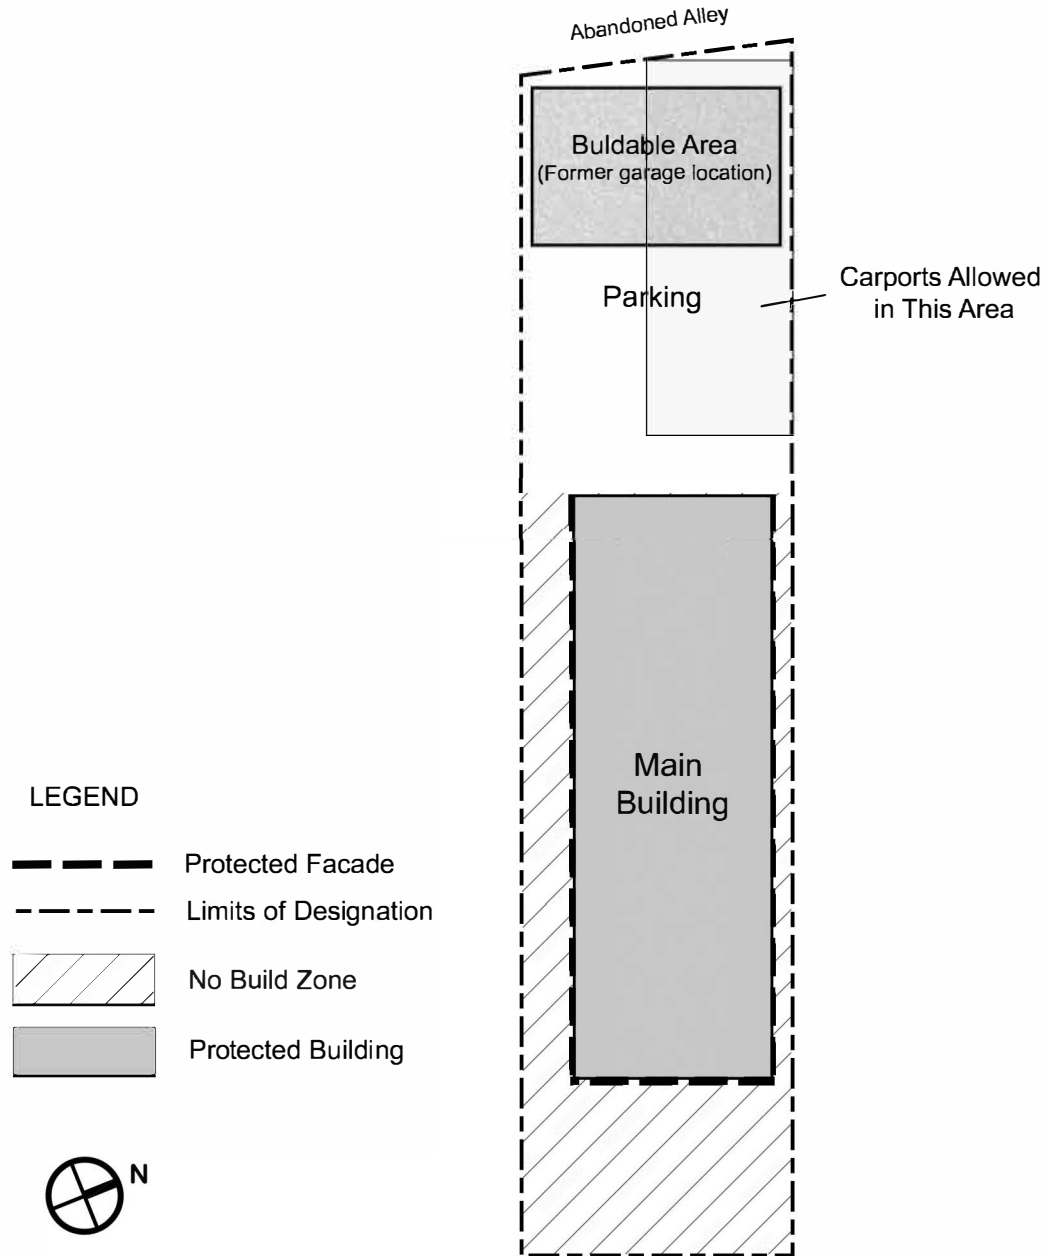 Abandoned Alley
Buldable Area
(Former garage location)
Parking
Carports Allowed
in This Area
Main
Building
LEGEND
Protected Facade
Limits of Designation
No Build Zone
Protected Building
N